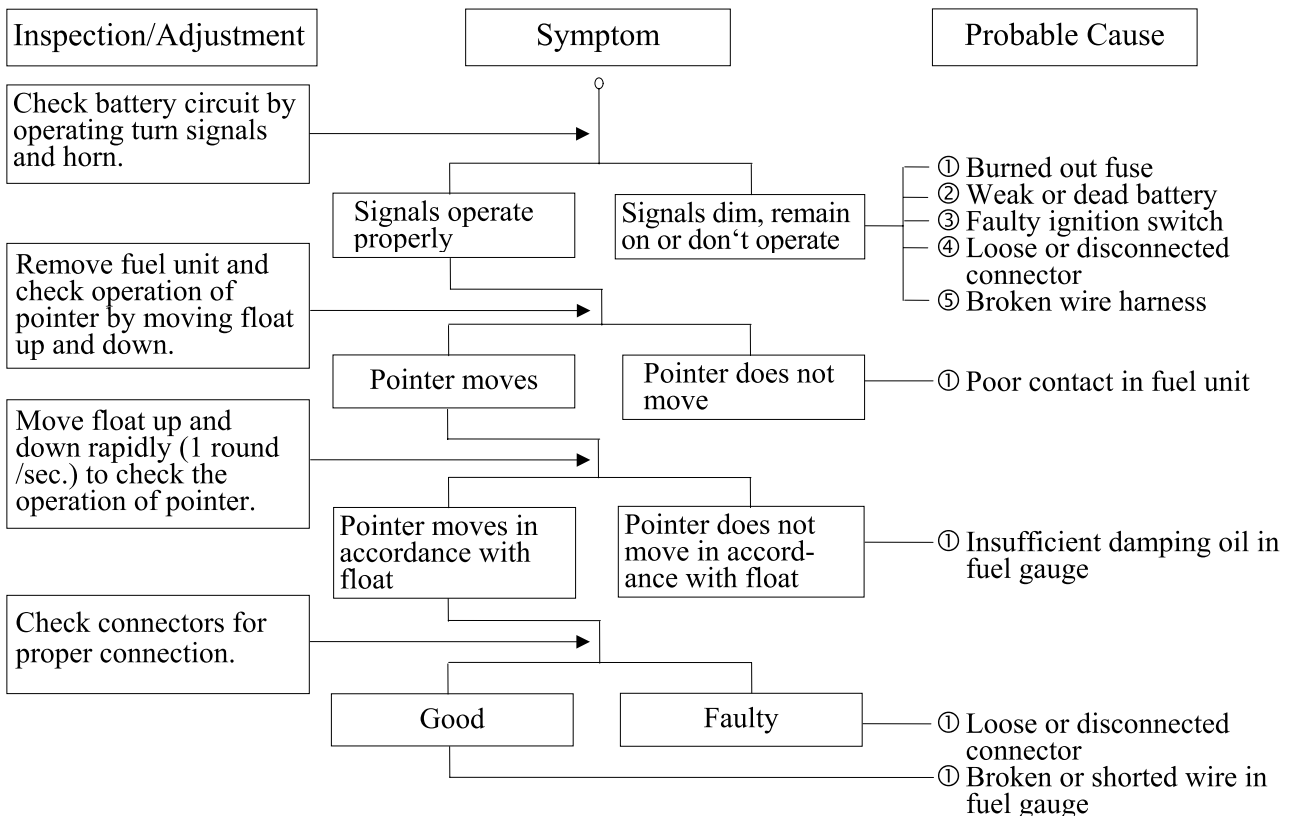 Inspection/Adjustment
Symptom
Probable Cause
Check battery circuit by
operating turn signals
and horn.
Signals operate
properly
Signals dim, remain
on or don‘t operate
① Burned out fuse
② Weak or dead battery
③ Faulty ignition switch
④ Loose or disconnected
connector
⑤ Broken wire harness
Remove fuel unit and
check operation of
pointer by moving float
up and down.
Pointer moves
Pointer does not
move
① Poor contact in fuel unit
Move float up and
down rapidly (1 round
/sec.) to check the
operation of pointer.
Pointer moves in
accordance with
float
Pointer does not
move in accord-
ance with float
① Insufficient damping oil in
fuel gauge
Check connectors for
proper connection.
Good
Faulty
① Loose or disconnected
connector
① Broken or shorted wire in
fuel gauge